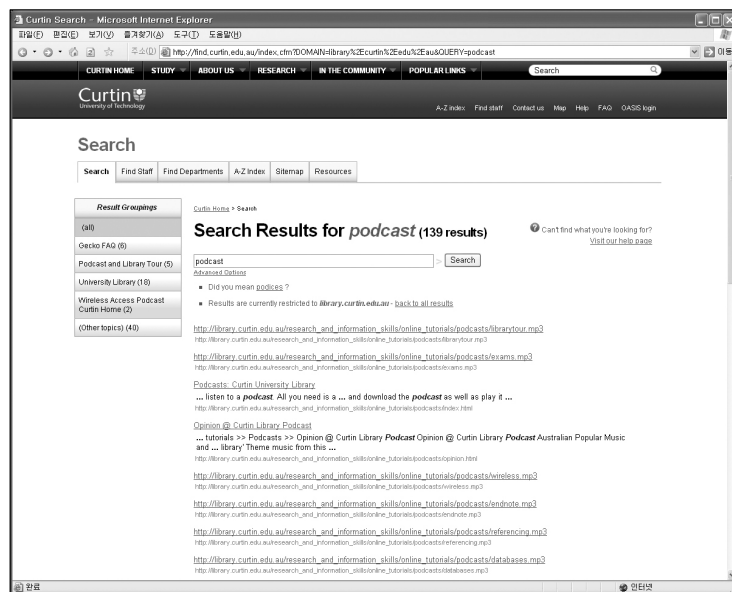 Curtin Search - Microsoft Internet Explorer
파일(F) 편집(E) 보기(V) 즐겨찾기(A) 도구(T) 도움말(H)
주소(D) http://find.curtin.edu.au/index.cfm?DOMAIN=library%2Ecurtin%2Eedu%2Eau&QUERY=podcast 이동
CURTIN HOME STUDY ABOUT US RESEARCH IN THE COMMUNITY POPULAR LINKS Search
Curtin
University of Technology
A-Z index Find staff Contact us Map Help FAQ OASIS login
Search
Search Find Staff Find Departments A-Z Index Sitemap Resources
Result Groupings
(all)
Gecko FAQ (6)
Podcast and Library Tour (5)
University Library (18)
Wireless Access Podcast
Curtin Home (2)
(Other topics) (40)
Curtin Home » Search
Search Results for podcast (139 results)
Can't find what you're looking for?
Visit our help page
podcast > Search
Advanced Options
Did you mean podices ?
Results are currently restricted to library.curtin.edu.au - back to all results
http://library.curtin.edu.au/research_and_information_skills/online_tutorials/podcasts/librarytour.mp3
http://library.curtin.edu.au/research_and_information_skills/online_tutorials/podcasts/librarytour.mp3
http://library.curtin.edu.au/research_and_information_skills/online_tutorials/podcasts/exams.mp3
http://library.curtin.edu.au/research_and_information_skills/online_tutorials/podcasts/exams.mp3
Podcasts: Curtin University Library
... listen to a podcast. All you need is a ... and download the podcast as well as play it ...
http://library.curtin.edu.au/research_and_information_skills/online_tutorials/podcasts/index.html
Opinion @ Curtin Library Podcast
... tutorials >> Podcasts >> Opinion @ Curtin Library Podcast Opinion @ Curtin Library Podcast Australian Popular Music
and ... library' Theme music from this ...
http://library.curtin.edu.au/research_and_information_skills/online_tutorials/podcasts/opinion.html
http://library.curtin.edu.au/research_and_information_skills/online_tutorials/podcasts/wireless.mp3
http://library.curtin.edu.au/research_and_information_skills/online_tutorials/podcasts/wireless.mp3
http://library.curtin.edu.au/research_and_information_skills/online_tutorials/podcasts/endnote.mp3
http://library.curtin.edu.au/research_and_information_skills/online_tutorials/podcasts/endnote.mp3
http://library.curtin.edu.au/research_and_information_skills/online_tutorials/podcasts/referencing.mp3
http://library.curtin.edu.au/research_and_information_skills/online_tutorials/podcasts/referencing.mp3
http://library.curtin.edu.au/research_and_information_skills/online_tutorials/podcasts/databases.mp3
http://library.curtin.edu.au/research_and_information_skills/online_tutorials/podcasts/databases.mp3
완료 인터넷